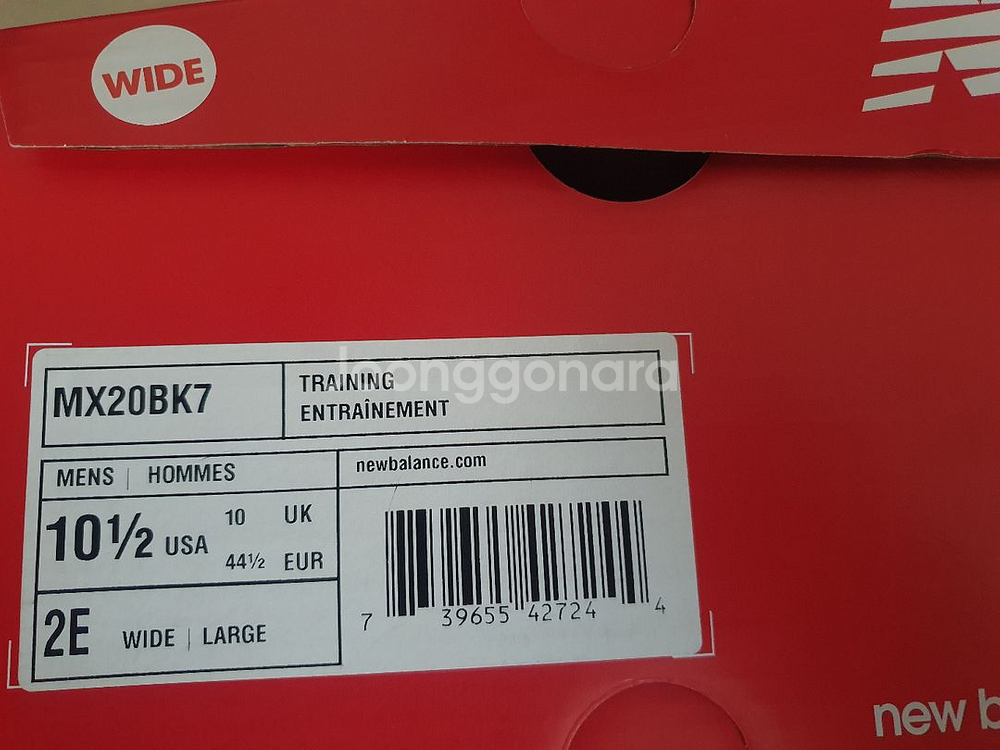 WIDE
MX20BK7
TRAINING
ENTRAÎNEMENT
MENS | HOMMES
newbalance.com
10½ USA
10 UK
44½ EUR
2E WIDE | LARGE
7 39655 42724 4
joonggonara
new b